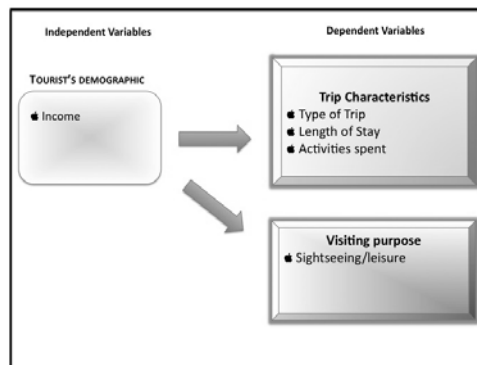 Independent Variables
Dependent Variables
TOURIST'S DEMOGRAPHIC
Income
Trip Characteristics
Type of Trip
Length of Stay
Activities spent
Visiting purpose
Sightseeing/leisure